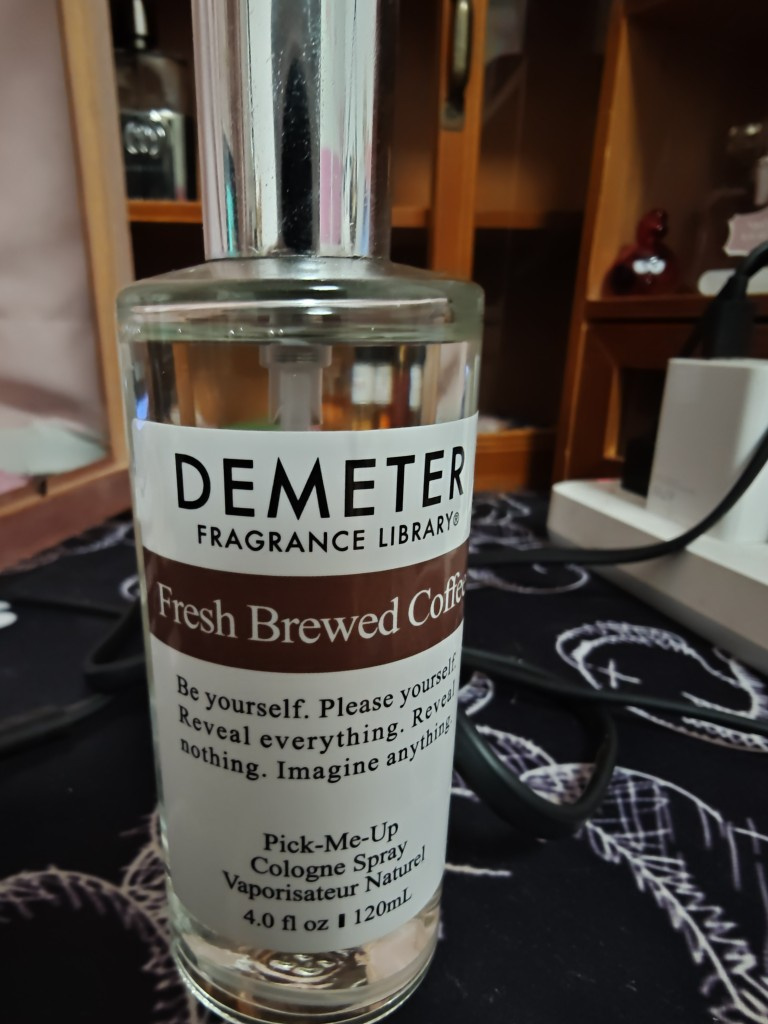 DEMETER
FRAGRANCE LIBRARY®
Fresh Brewed Coffee
Be yourself. Please yourself.
Reveal everything. Reveal
nothing. Imagine anything.
Pick-Me-Up
Cologne Spray
Vaporisateur Naturel
4.0 fl oz ▮ 120mL